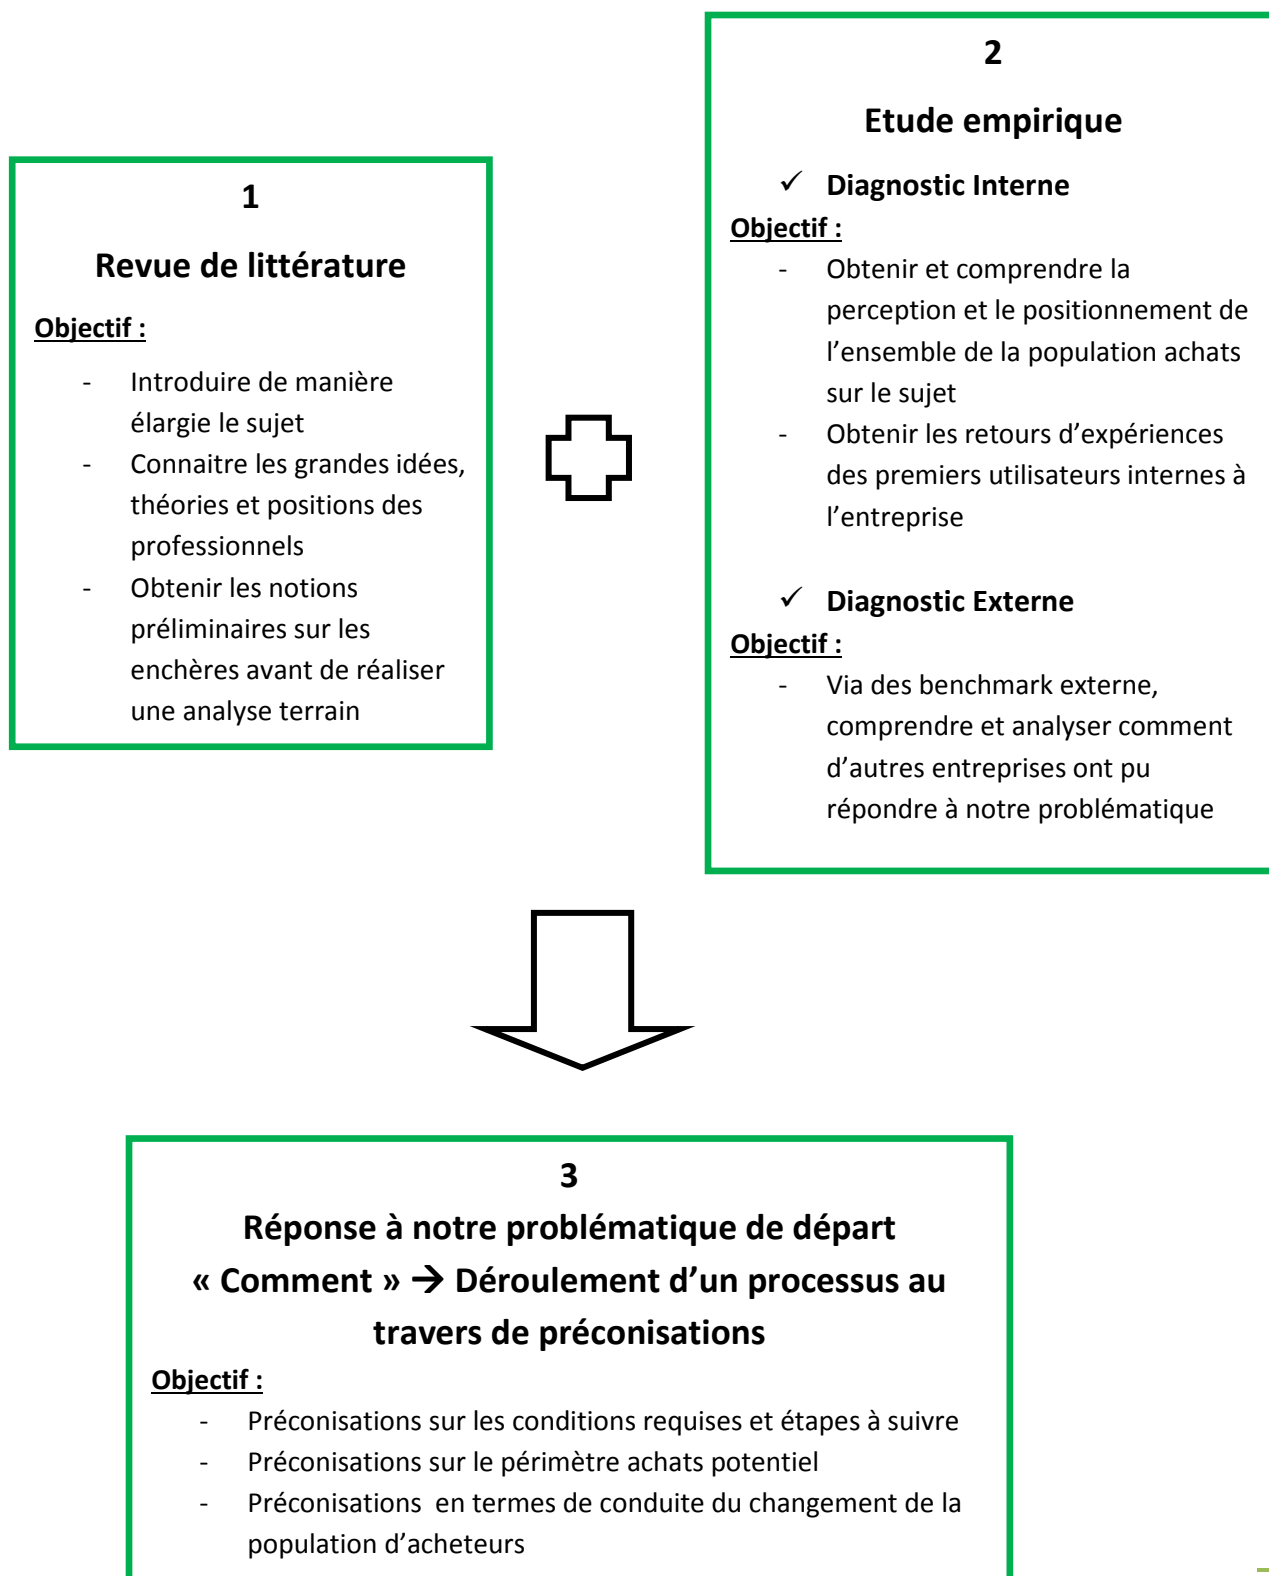 1
Revue de littérature
Objectif :
- Introduire de manière
élargie le sujet
- Connaitre les grandes idées,
théories et positions des
professionnels
- Obtenir les notions
préliminaires sur les
enchères avant de réaliser
une analyse terrain
2
Etude empirique
✓ Diagnostic Interne
Objectif :
- Obtenir et comprendre la
perception et le positionnement de
l’ensemble de la population achats
sur le sujet
- Obtenir les retours d’expériences
des premiers utilisateurs internes à
l’entreprise
✓ Diagnostic Externe
Objectif :
- Via des benchmark externe,
comprendre et analyser comment
d’autres entreprises ont pu
répondre à notre problématique
3
Réponse à notre problématique de départ
« Comment » → Déroulement d’un processus au
travers de préconisations
Objectif :
- Préconisations sur les conditions requises et étapes à suivre
- Préconisations sur le périmètre achats potentiel
- Préconisations en termes de conduite du changement de la
population d’acheteurs